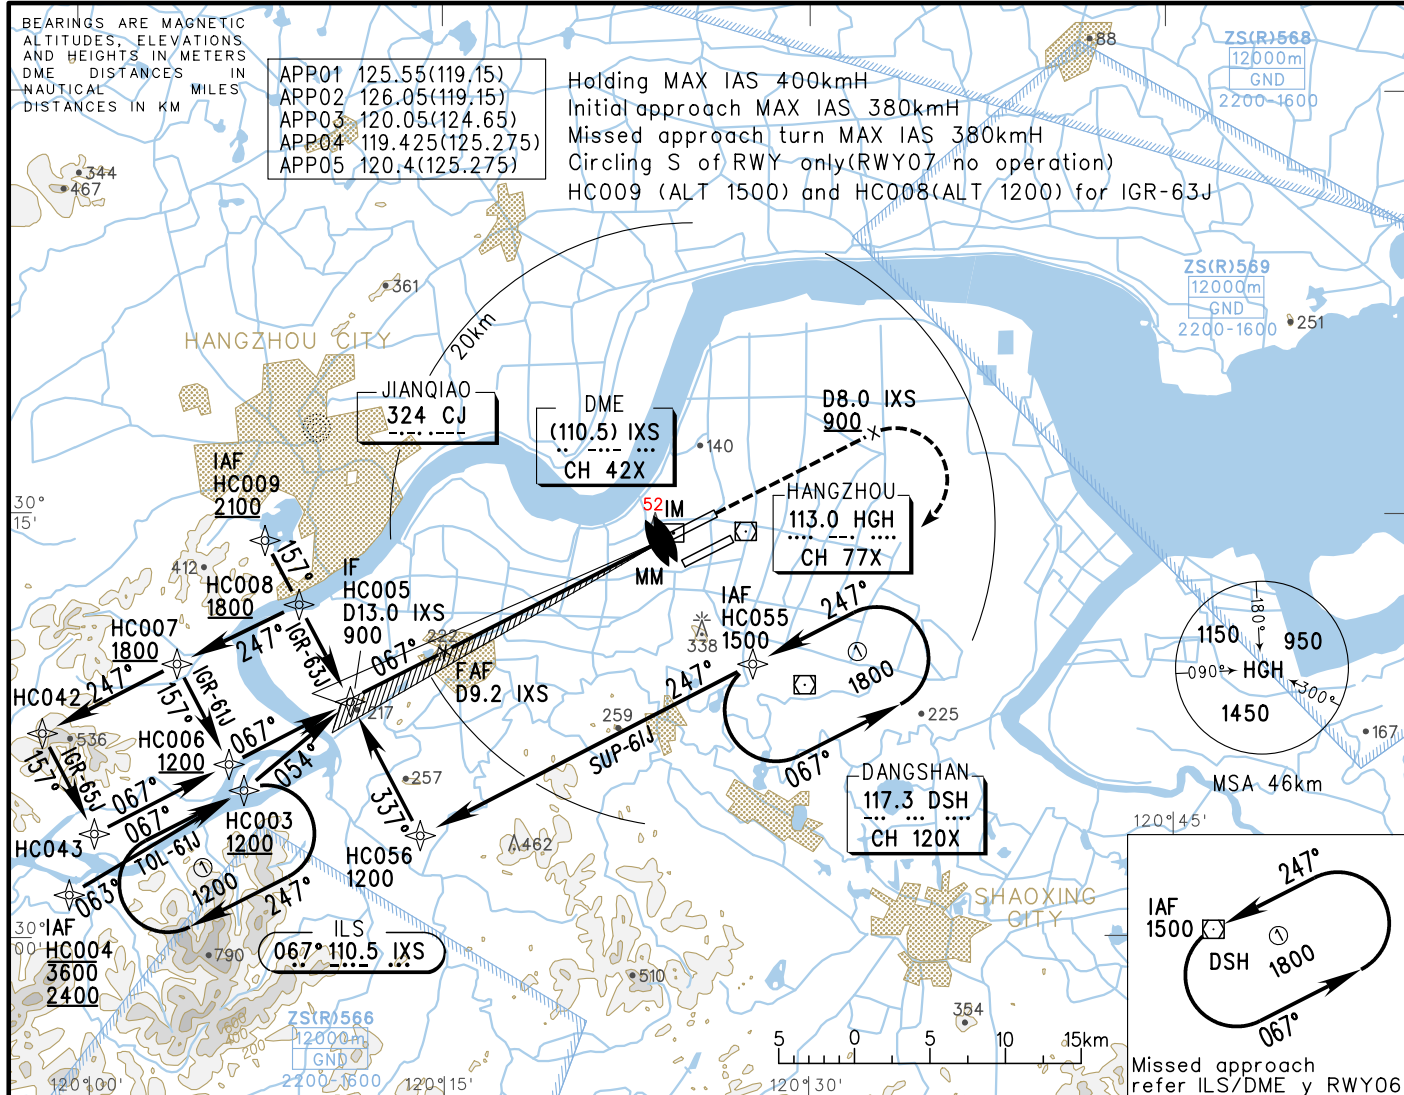 BEARINGS ARE MAGNETIC
ALTITUDES, ELEVATIONS
AND HEIGHTS IN METERS
DME DISTANCES IN
NAUTICAL MILES
DISTANCES IN KM
APP01 125.55(119.15)
APP02 126.05(119.15)
APP03 120.05(124.65)
APP04 119.425(125.275)
APP05 120.4(125.275)
Holding MAX IAS 400kmH
Initial approach MAX IAS 380kmH
Missed approach turn MAX IAS 380kmH
Circling S of RWY only(RWY07 no operation)
HC009 (ALT 1500) and HC008(ALT 1200) for IGR-63J
88
ZS(R)568
12000m
GND
2200-1600
344
467
361
ZS(R)569
12000m
GND
2200-1600
251
20km
HANGZHOU CITY
JIANQIAO
324 CJ
DME
(110.5) IXS
CH 42X
140
D8.0 IXS
900
IAF
HC009
2100
30°
15'
52
IM
MM
HANGZHOU
113.0 HGH
CH 77X
157°
412
HC008
1800
IF
HC005
D13.0 IXS
900
IAF
HC055
1500
247°
338
1
1800
067°
HC007
1800
247°
IGR-63J
067°
222
FAF
D9.2 IXS
217
247°
259
SUP-61J
225
1150
950
180°
090°
HGH
300°
1450
167
MSA 46km
HC042
247°
157°
IGR-61J
536
HC006
1200
067°
054°
157°
IGR-65J
067°
067°
257
337°
DANGSHAN
117.3 DSH
CH 120X
120°45'
HC043
TOL-61J
HC003
1200
HC056
1200
462
063°
1
1200
247°
IAF
HC004
3600
2400
30°
00'
790
ILS
067° 110.5 IXS
510
SHAOXING
CITY
354
IAF
1500
DSH
247°
1
1800
067°
Missed approach
refer ILS/DME y RWY06
ZS(R)566
12000m
GND
2200-1600
600
400
200
5 0 5 10 15km
120°00'
120°15'
120°30'